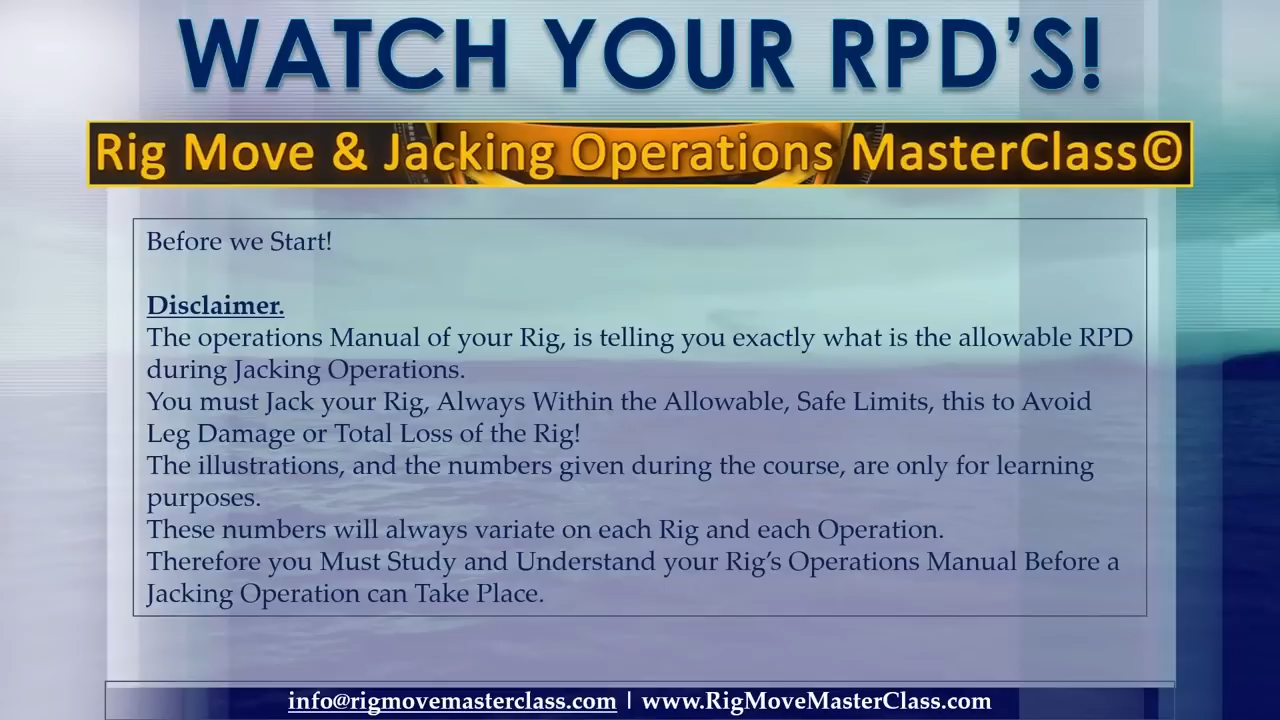 WATCH YOUR RPD’S!
Rig Move & Jacking Operations MasterClass©
Before we Start!
Disclaimer.
The operations Manual of your Rig, is telling you exactly what is the allowable RPD
during Jacking Operations.
You must Jack your Rig, Always Within the Allowable, Safe Limits, this to Avoid
Leg Damage or Total Loss of the Rig!
The illustrations, and the numbers given during the course, are only for learning
purposes.
These numbers will always variate on each Rig and each Operation.
Therefore you Must Study and Understand your Rig’s Operations Manual Before a
Jacking Operation can Take Place.
info@rigmovemasterclass.com | www.RigMoveMasterClass.com